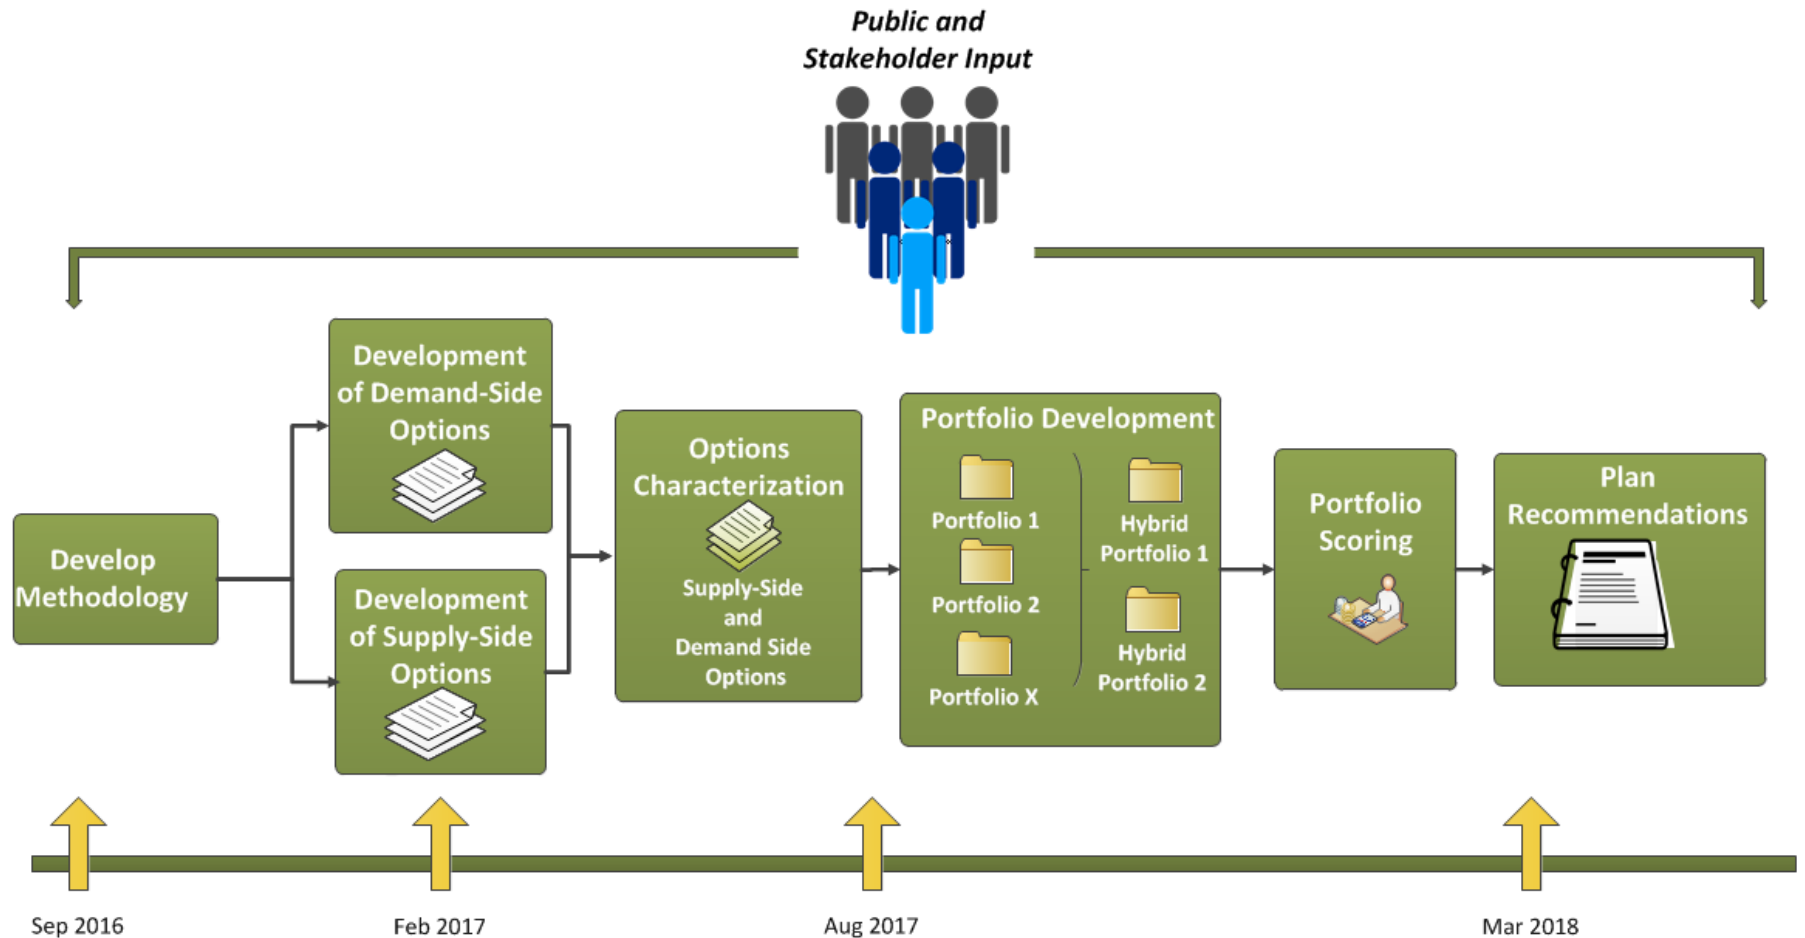 Public and
Stakeholder Input
Develop
Methodology
Development
of Demand-Side
Options
Development
of Supply-Side
Options
Options
Characterization
Supply-Side
and
Demand Side
Options
Portfolio Development
Portfolio 1
Portfolio 2
Portfolio X
Hybrid
Portfolio 1
Hybrid
Portfolio 2
Portfolio
Scoring
Plan
Recommendations
Sep 2016
Feb 2017
Aug 2017
Mar 2018